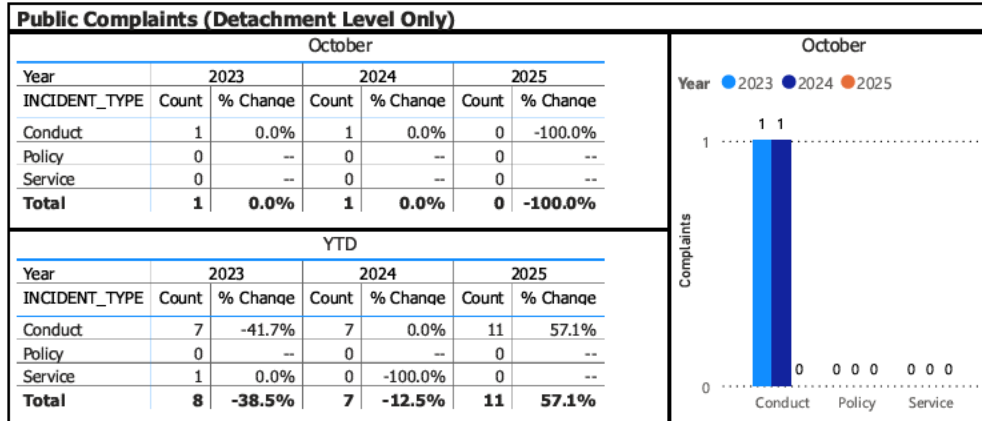 Public Complaints (Detachment Level Only)
October
Year 2023 2024 2025
INCIDENT_TYPE Count % Change Count % Change Count % Change
Conduct 1 0.0% 1 0.0% 0 -100.0%
Policy 0 -- 0 -- 0 --
Service 0 -- 0 -- 0 --
Total 1 0.0% 1 0.0% 0 -100.0%
YTD
Year 2023 2024 2025
INCIDENT_TYPE Count % Change Count % Change Count % Change
Conduct 7 -41.7% 7 0.0% 11 57.1%
Policy 0 -- 0 -- 0 --
Service 1 0.0% 0 -100.0% 0 --
Total 8 -38.5% 7 -12.5% 11 57.1%
October
Year 2023 2024 2025
1 1
1
Complaints
0 0 0 0 0 0 0
0
Conduct Policy Service